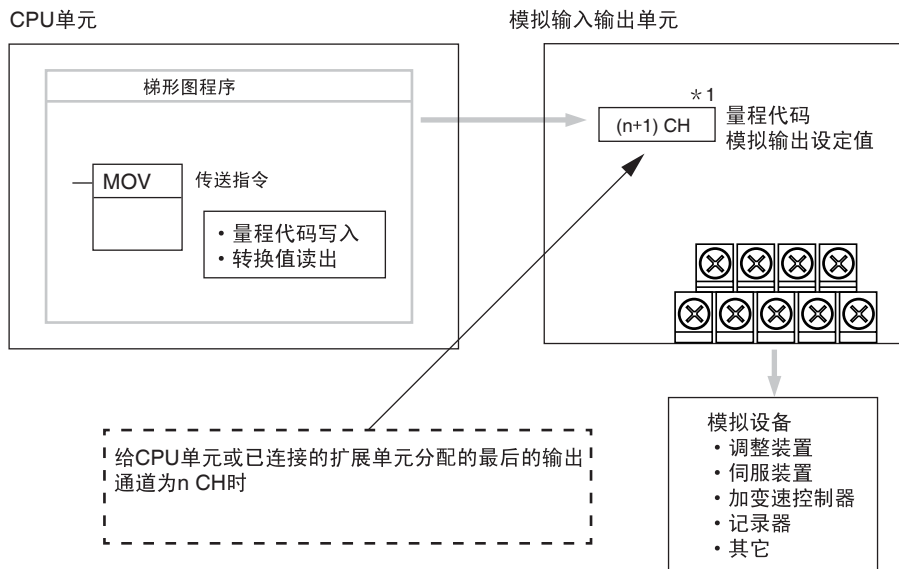 CPU单元
模拟输入输出单元
梯形图程序
MOV
传送指令
・量程代码写入
・转换值读出
＊1
(n+1) CH
量程代码
模拟输出设定值
给CPU单元或已连接的扩展单元分配的最后的输出
通道为n CH时
模拟设备
・调整装置
・伺服装置
・加变速控制器
・记录器
・其它